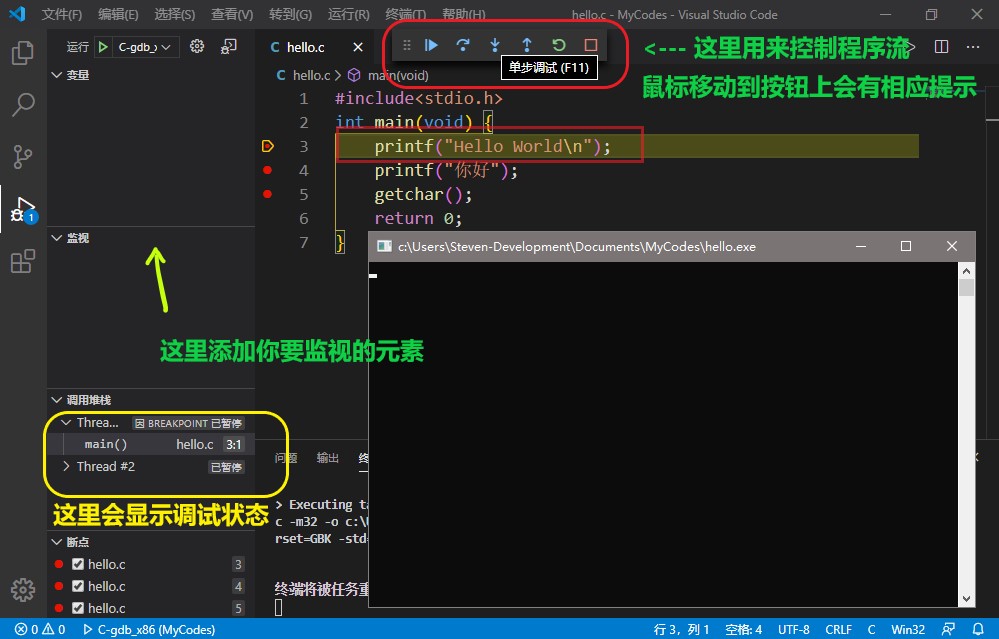 文件(F) 编辑(E) 选择(S) 查看(V) 转到(G) 运行(R) 终端(T) 帮助(H) hello.c - MyCodes - Visual Studio Code
运行 C-gdb_ C hello.c
<--- 这里用来控制程序流
单步调试 (F11)
鼠标移动到按钮上会有相应提示
变量
C hello.c > main(void)
1 #include<stdio.h>
2 int main(void) {
3 printf("Hello World\n");
4 printf("你好");
5 getchar();
6 return 0;
7 }
监视
c:\Users\Steven-Development\Documents\MyCodes\hello.exe
这里添加你要监视的元素
调用堆栈
Threa... 因 BREAKPOINT 已暂停
main() hello.c 3:1
Thread #2 已暂停
这里会显示调试状态
问题 输出
> Executing ta
c -m32 -o c:\
rset=GBK -std
终端将被任务重
断点
hello.c 3
hello.c 4
hello.c 5
1
0 0 C-gdb_x86 (MyCodes) 行 3，列 1 空格: 4 UTF-8 CRLF C Win32